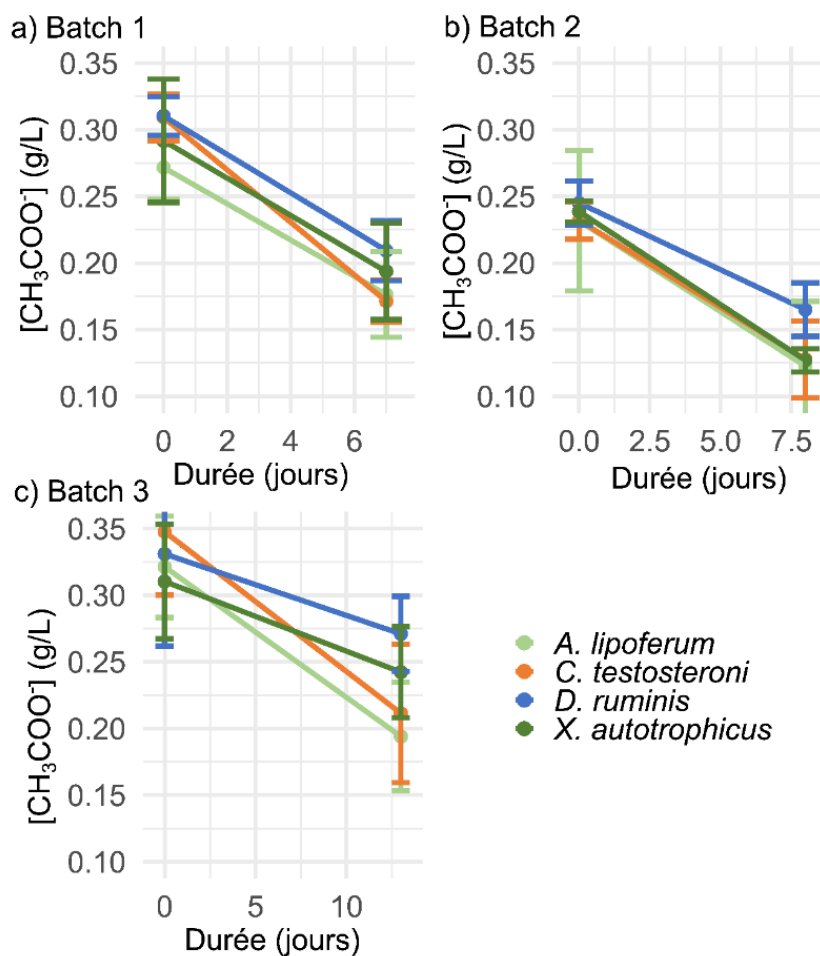 a) Batch 1
[CH₃COO⁻] (g/L)
0.35
0.30
0.25
0.20
0.15
0.10
0 2 4 6
Durée (jours)
b) Batch 2
[CH₃COO⁻] (g/L)
0.35
0.30
0.25
0.20
0.15
0.10
0.0 2.5 5.0 7.5
Durée (jours)
c) Batch 3
[CH₃COO⁻] (g/L)
0.35
0.30
0.25
0.20
0.15
0.10
0 5 10
Durée (jours)
A. lipoferum
C. testosteroni
D. ruminis
X. autotrophicus